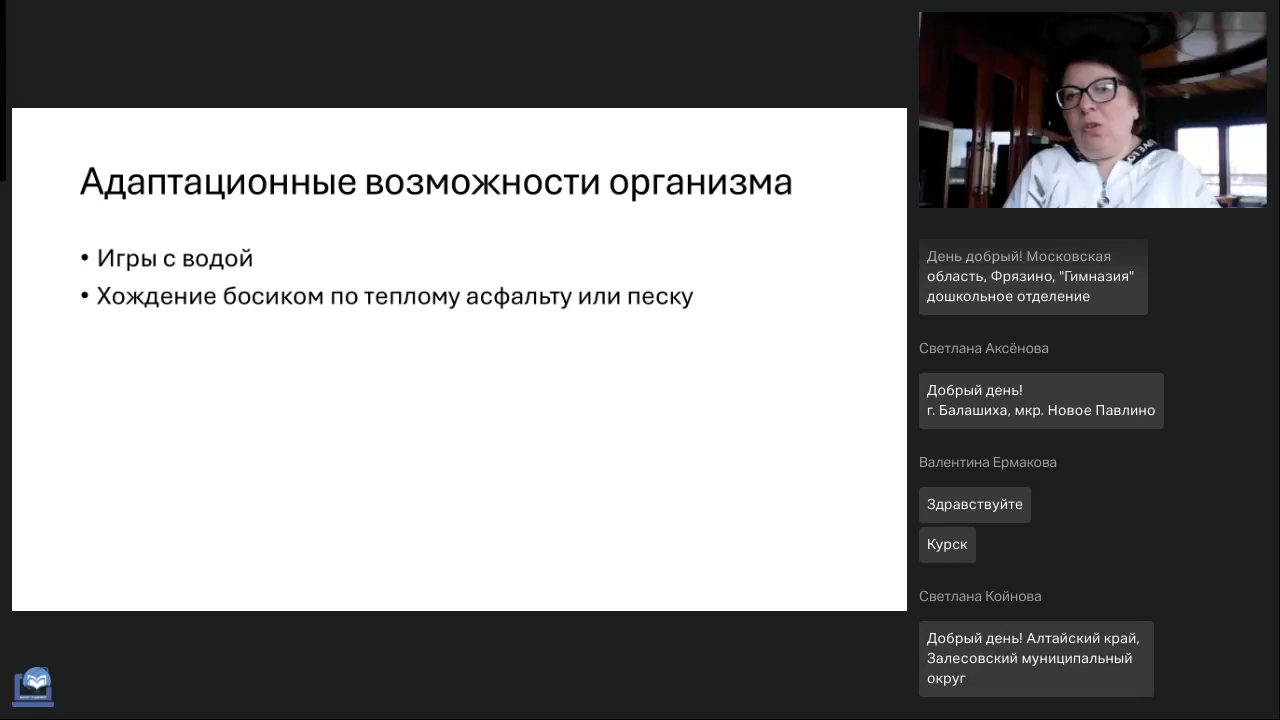 Адаптационные возможности организма
• Игры с водой
• Хождение босиком по теплому асфальту или песку
День добрый! Московская
область, Фрязино, "Гимназия"
дошкольное отделение
Светлана Аксёнова
Добрый день!
г. Балашиха, мкр. Новое Павлино
Валентина Ермакова
Здравствуйте
Курск
Светлана Койнова
Добрый день! Алтайский край,
Залесовский муниципальный
округ